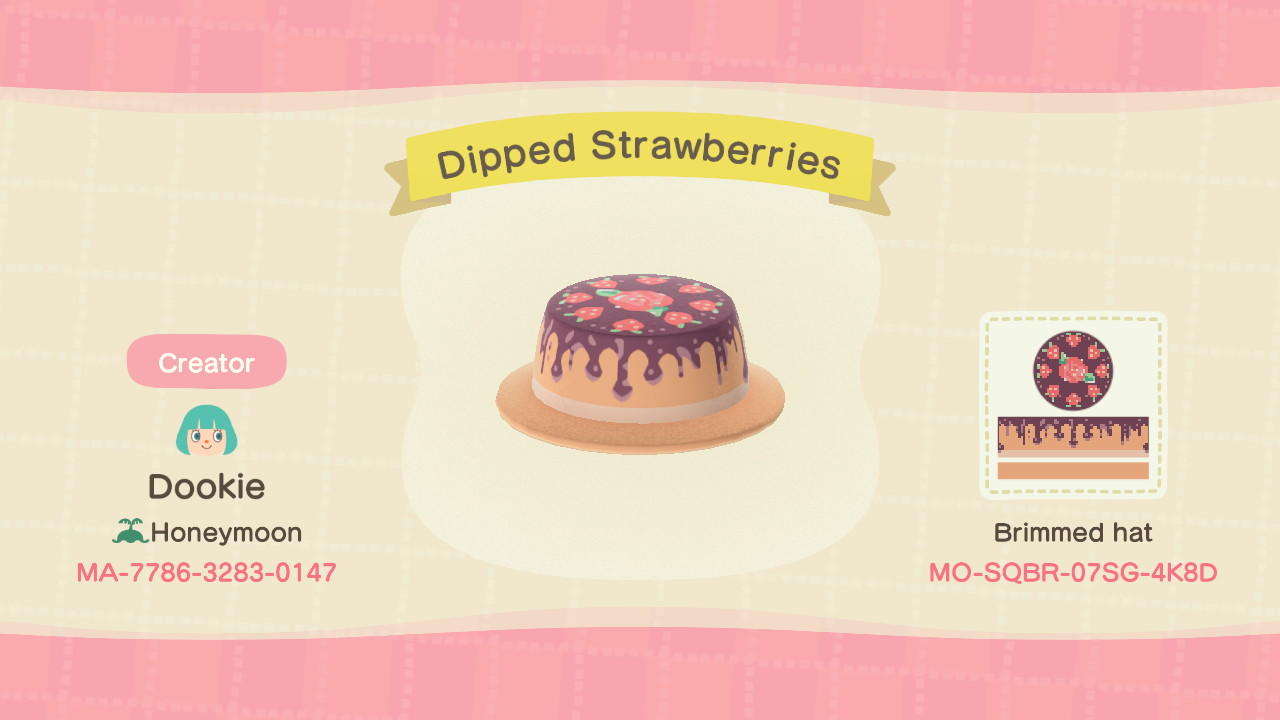 Dipped Strawberries
Creator
Dookie
Honeymoon
MA-7786-3283-0147
Brimmed hat
MO-SQBR-07SG-4K8D